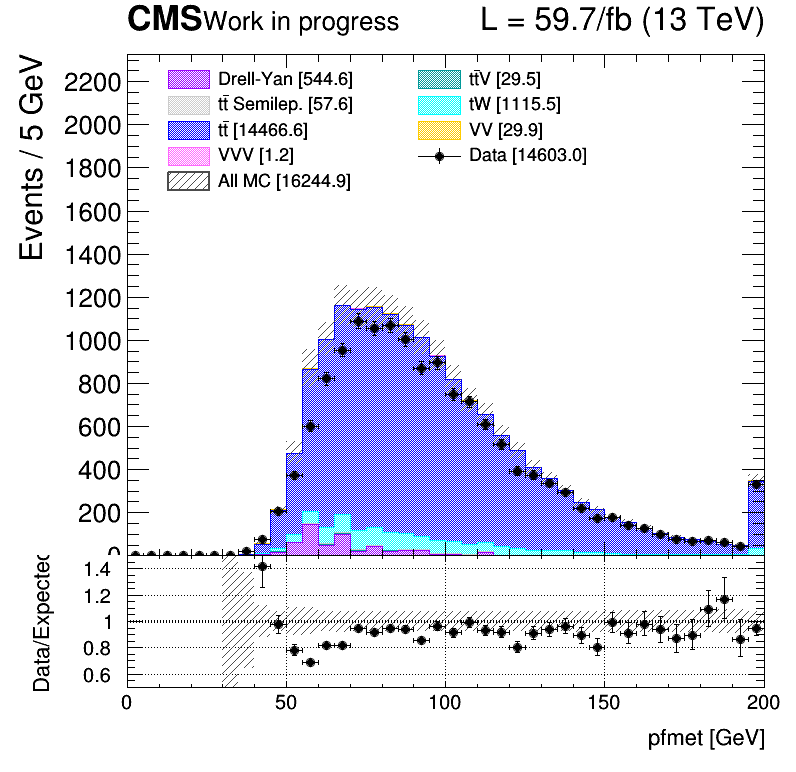 CMS Work in progress L = 59.7/fb (13 TeV)
Events / 5 GeV
2200
2000
1800
1600
1400
1200
1000
800
600
400
200
0
Drell-Yan [544.6]
tt̄ Semilep. [57.6]
tt̄ [14466.6]
VVV [1.2]
All MC [16244.9]
tt̄V [29.5]
tW [1115.5]
VV [29.9]
Data [14603.0]
Data/Expected
1.4
1.2
1
0.8
0.6
0 50 100 150 200
pfmet [GeV]